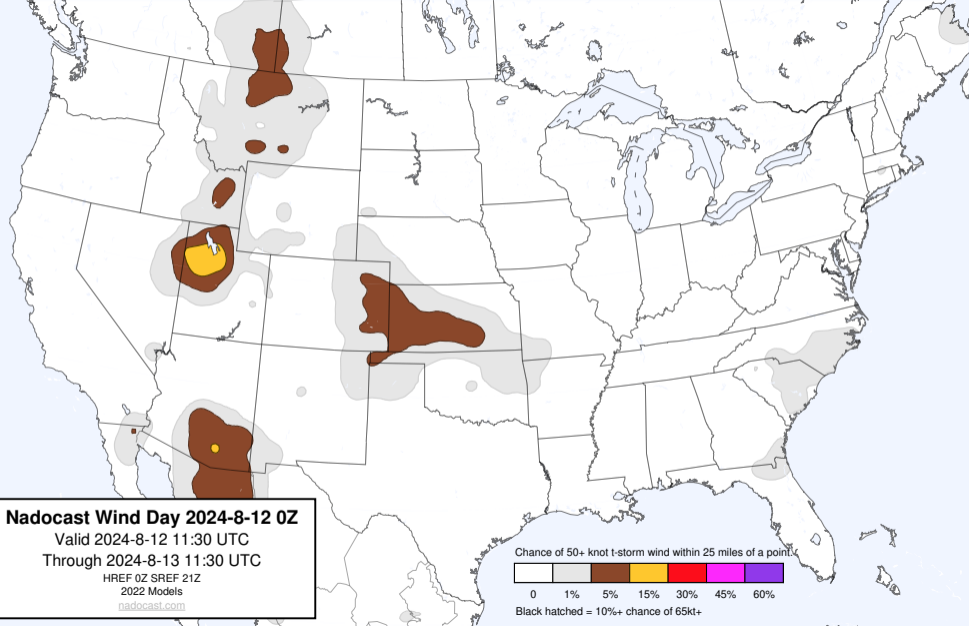 Nadocast Wind Day 2024-8-12 0Z
Valid 2024-8-12 11:30 UTC
Through 2024-8-13 11:30 UTC
HREF 0Z SREF 21Z
2022 Models
nadocast.com
Chance of 50+ knot t-storm wind within 25 miles of a point.
0 1% 5% 15% 30% 45% 60%
Black hatched = 10%+ chance of 65kt+